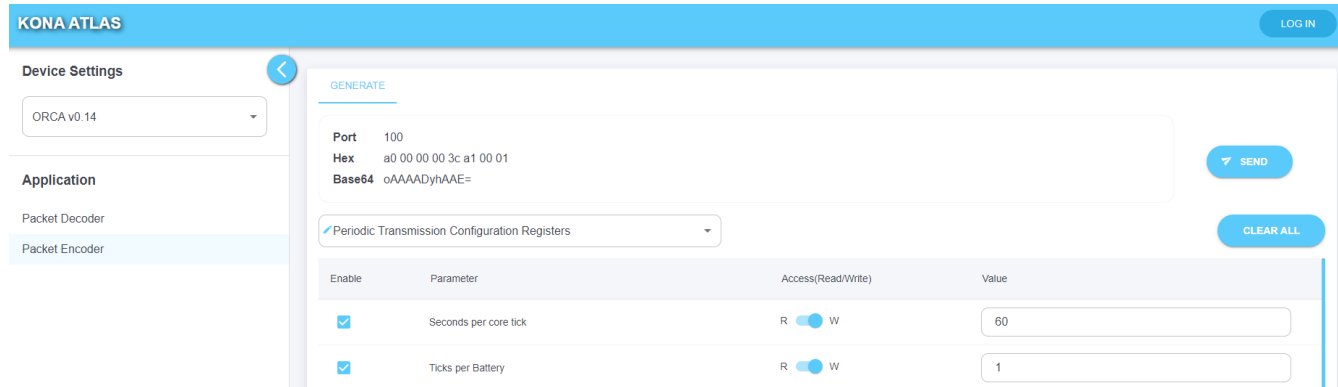 KONA ATLAS
LOG IN
Device Settings
ORCA v0.14
Application
Packet Decoder
Packet Encoder
GENERATE
Port 100
Hex a0 00 00 00 3c a1 00 01
Base64 oAAAADyhAAE=
SEND
Periodic Transmission Configuration Registers
CLEAR ALL
Enable Parameter Access(Read/Write) Value
Seconds per core tick R W 60
Ticks per Battery R W 1